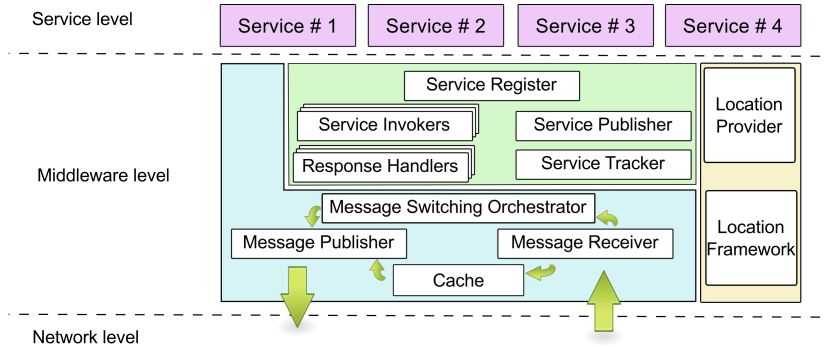 Service level
Service # 1
Service # 2
Service # 3
Service # 4
Middleware level
Service Register
Service Invokers
Service Publisher
Response Handlers
Service Tracker
Location
Provider
Message Switching Orchestrator
Message Publisher
Message Receiver
Cache
Location
Framework
Network level